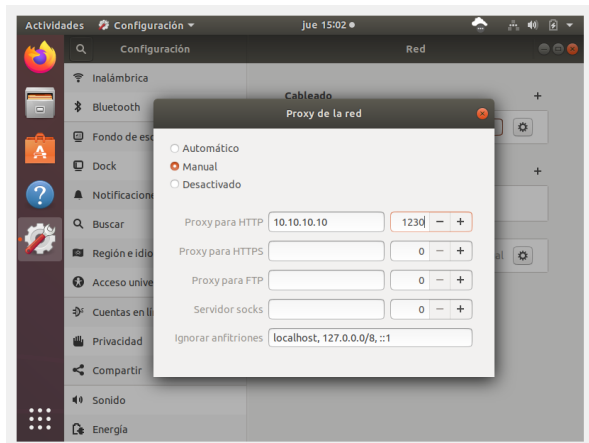 Actividades Configuración jue 15:02
Configuración Red
Inalámbrica
Bluetooth
Fondo de esc
Dock
Notificacione
Buscar
Región e idio
Acceso unive
Cuentas en lí
Privacidad
Compartir
Sonido
Energía
Cableado +
+
al
Proxy de la red
Automático
Manual
Desactivado
Proxy para HTTP 10.10.10.10 1230 − +
Proxy para HTTPS 0 − +
Proxy para FTP 0 − +
Servidor socks 0 − +
Ignorar anfitriones localhost, 127.0.0.0/8, ::1